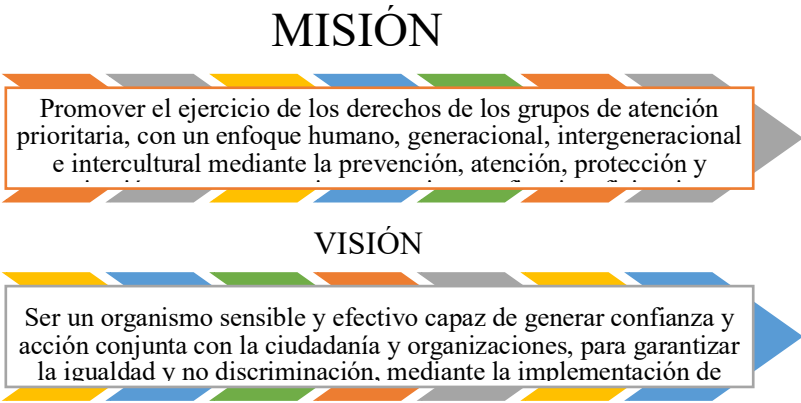 MISIÓN
Promover el ejercicio de los derechos de los grupos de atención
prioritaria, con un enfoque humano, generacional, intergeneracional
e intercultural mediante la prevención, atención, protección y
VISIÓN
Ser un organismo sensible y efectivo capaz de generar confianza y
acción conjunta con la ciudadanía y organizaciones, para garantizar
la igualdad y no discriminación, mediante la implementación de